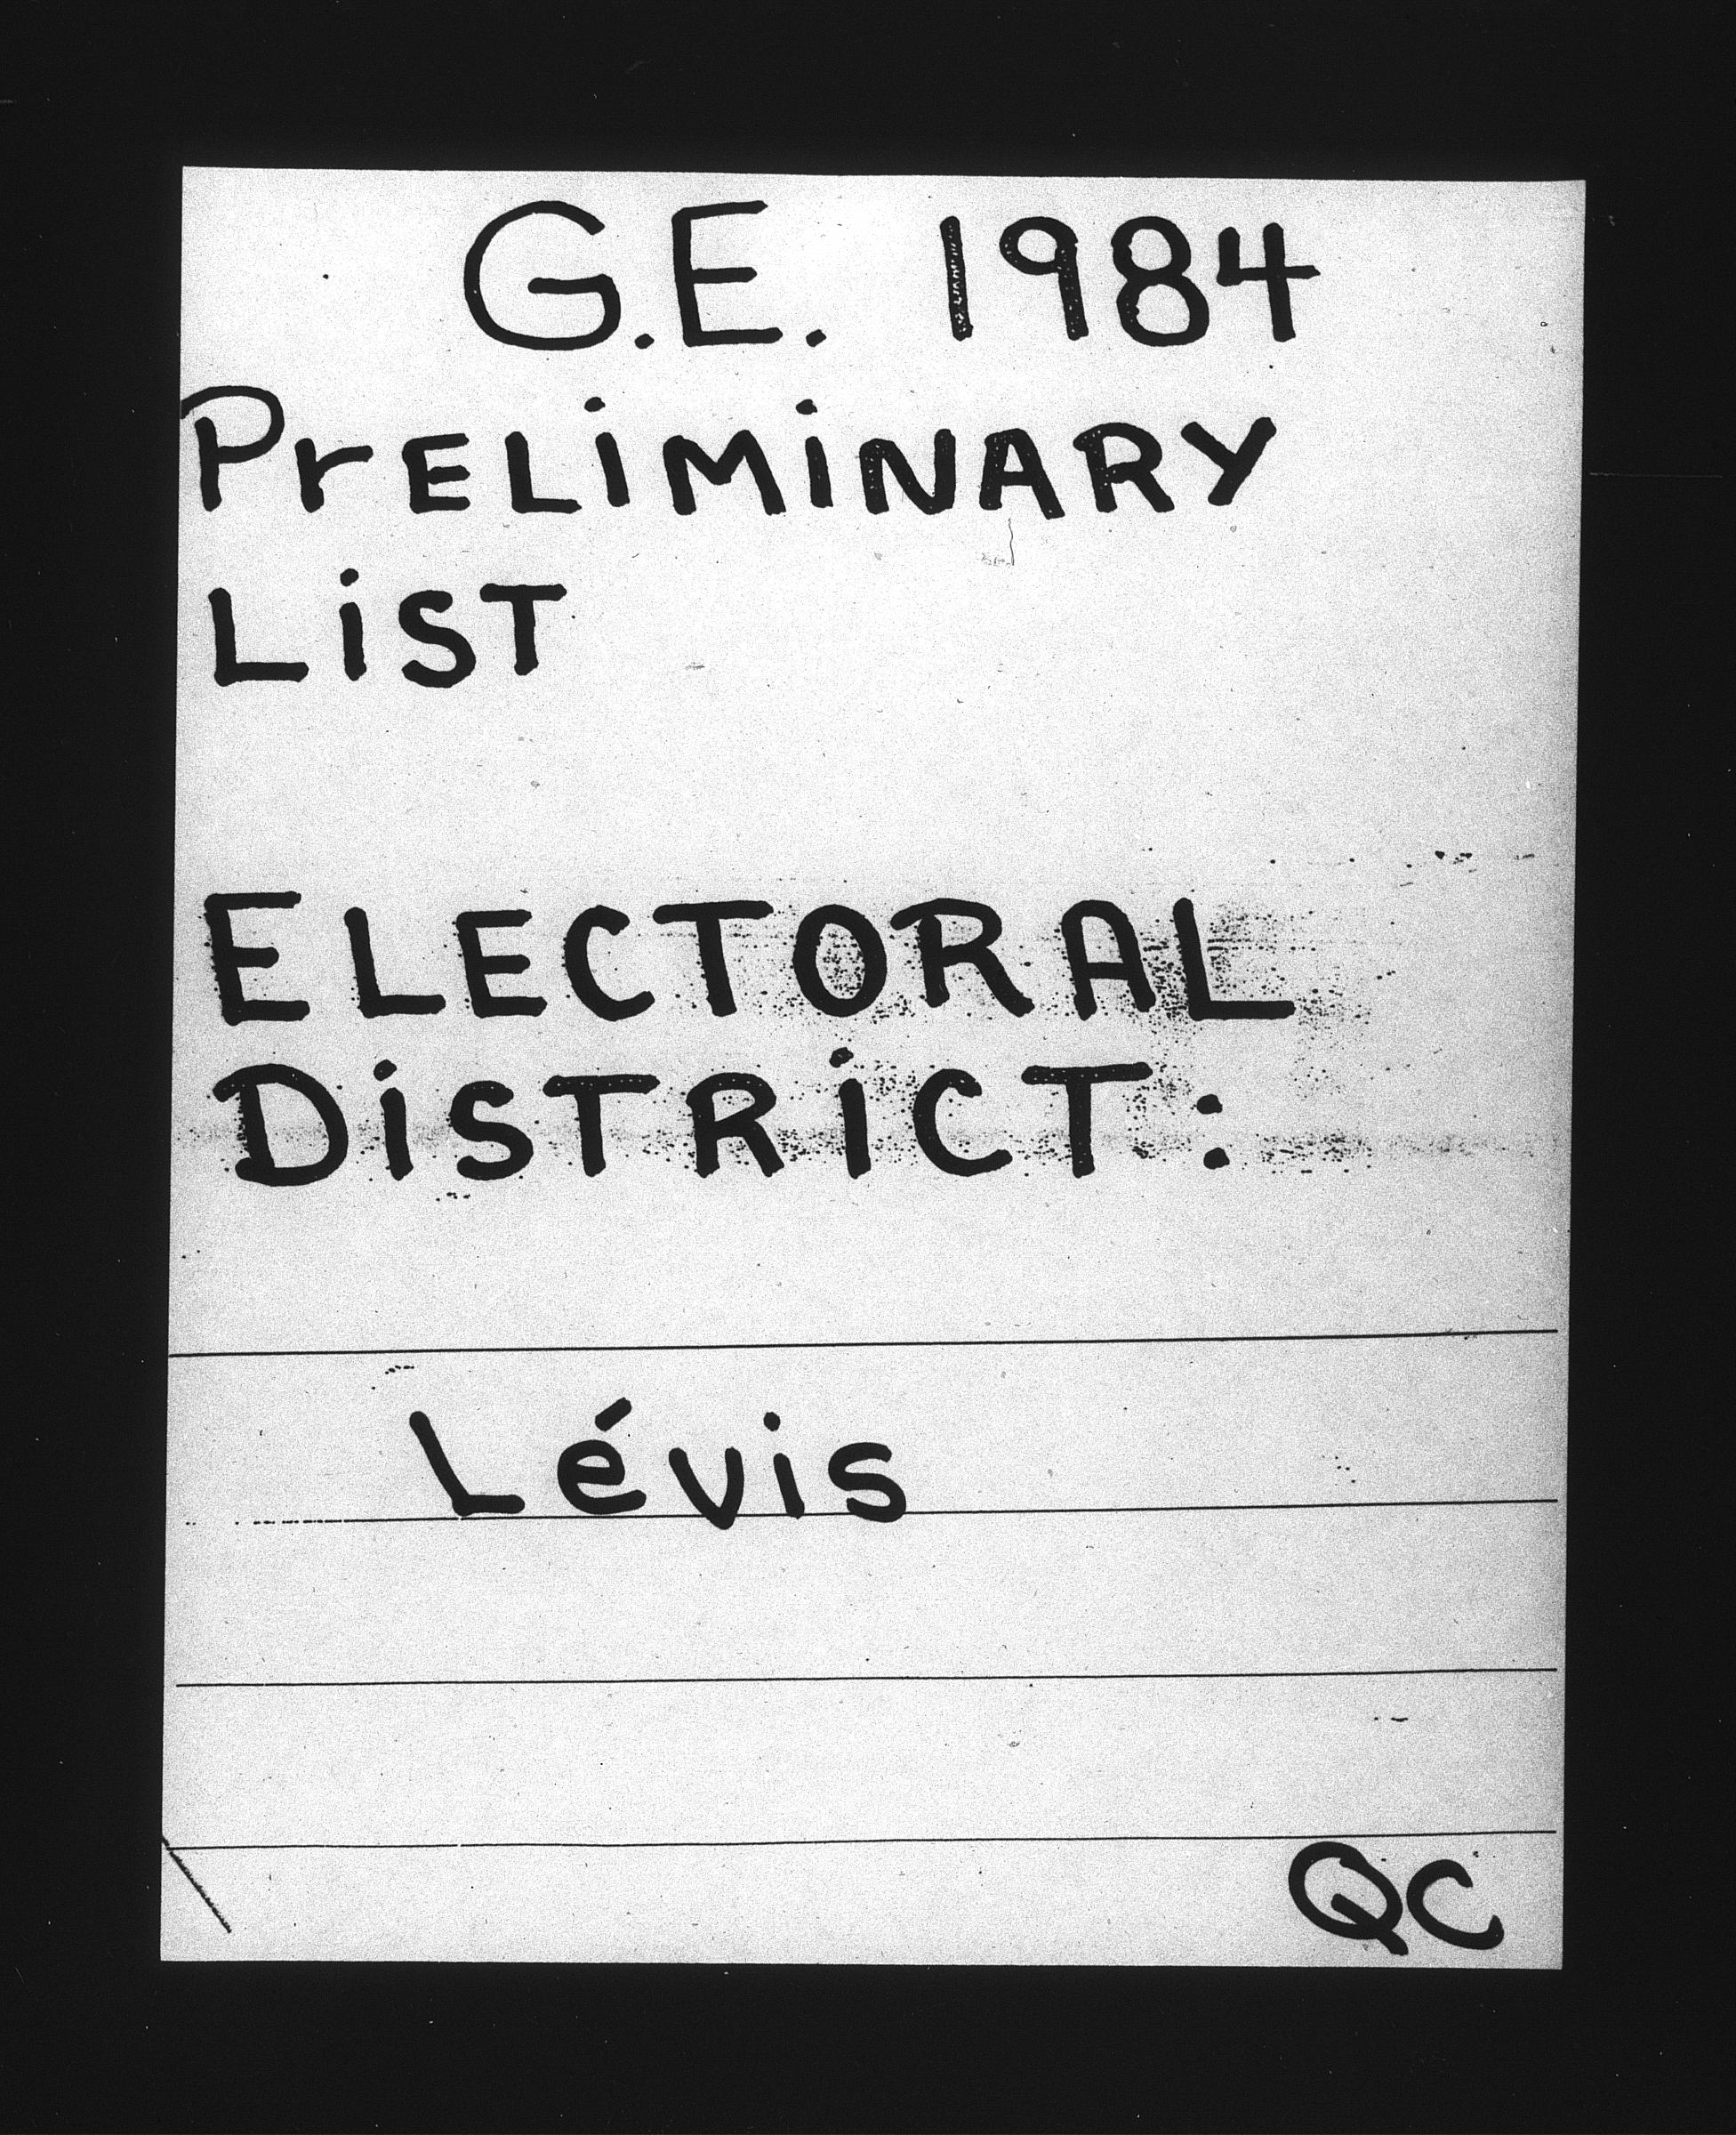 G.E. 1984
PRELIMINARY
LIST
ELECTORAL
DISTRICT:
Lévis
QC